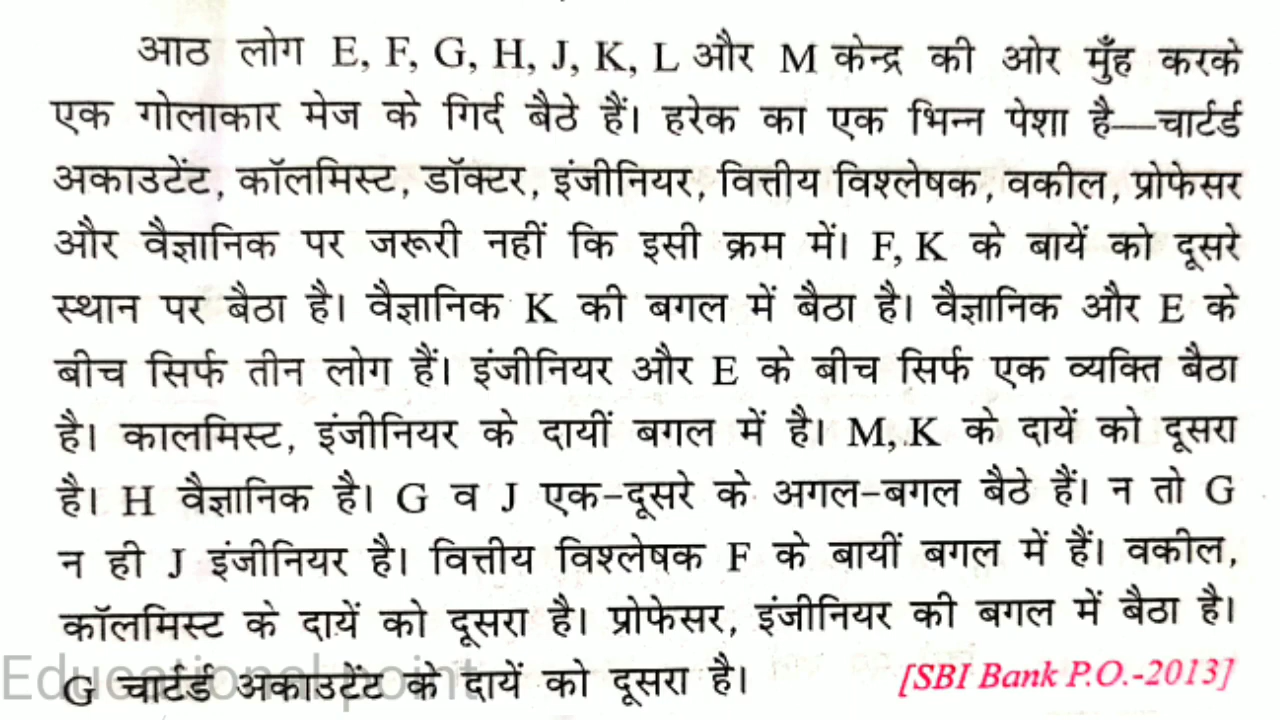 आठ लोग E, F, G, H, J, K, L और M केन्द्र की ओर मुँह करके
एक गोलाकार मेज के गिर्द बैठे हैं। हरेक का एक भिन्न पेशा है—चार्टर्ड
अकाउटेंट, कॉलमिस्ट, डॉक्टर, इंजीनियर, वित्तीय विश्लेषक, वकील, प्रोफेसर
और वैज्ञानिक पर जरूरी नहीं कि इसी क्रम में। F, K के बायें को दूसरे
स्थान पर बैठा है। वैज्ञानिक K की बगल में बैठा है। वैज्ञानिक और E के
बीच सिर्फ तीन लोग हैं। इंजीनियर और E के बीच सिर्फ एक व्यक्ति बैठा
है। कालमिस्ट, इंजीनियर के दायीं बगल में है। M, K के दायें को दूसरा
है। H वैज्ञानिक है। G व J एक-दूसरे के अगल-बगल बैठे हैं। न तो G
न ही J इंजीनियर है। वित्तीय विश्लेषक F के बायीं बगल में हैं। वकील,
कॉलमिस्ट के दायें को दूसरा है। प्रोफेसर, इंजीनियर की बगल में बैठा है।
G चार्टर्ड अकाउटेंट के दायें को दूसरा है। [SBI Bank P.O.-2013]
Educational point